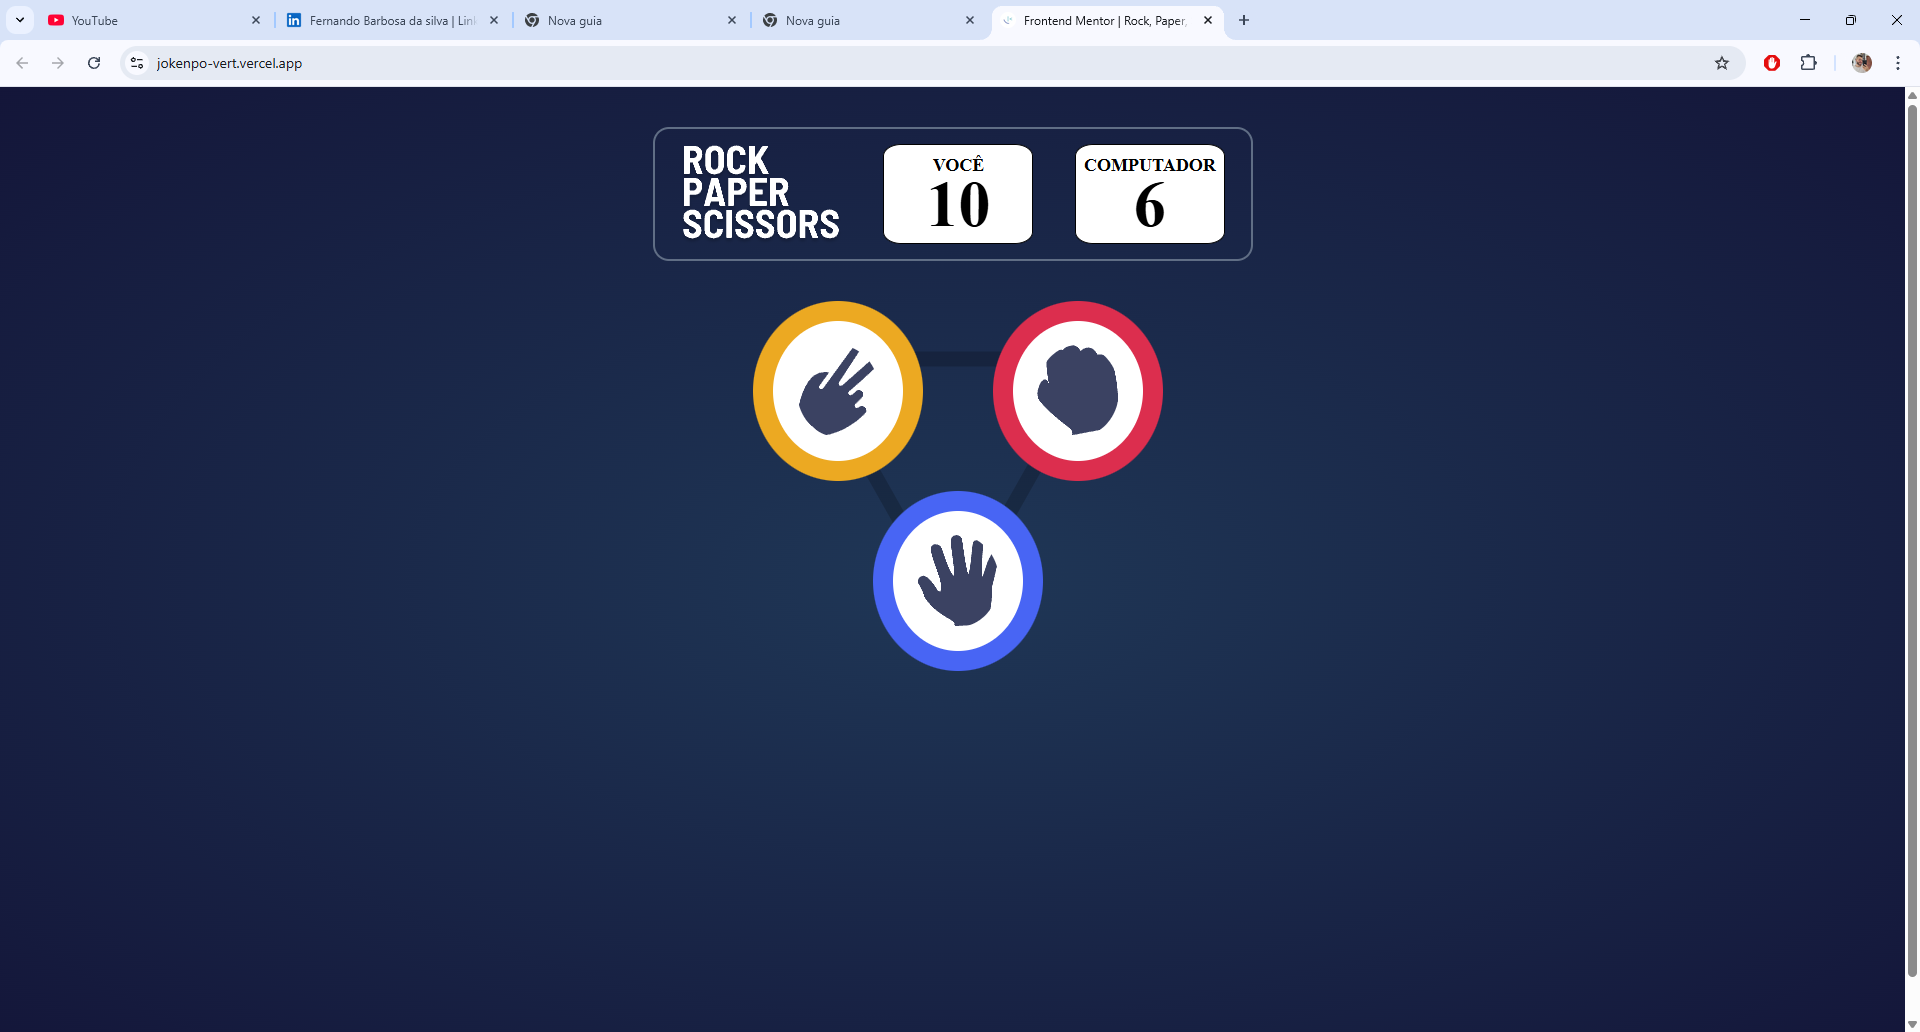 YouTube
Fernando Barbosa da silva | Link
Nova guia
Nova guia
Frontend Mentor | Rock, Paper,
jokenpo-vert.vercel.app
ROCK
PAPER
SCISSORS
VOCÊ
10
COMPUTADOR
6